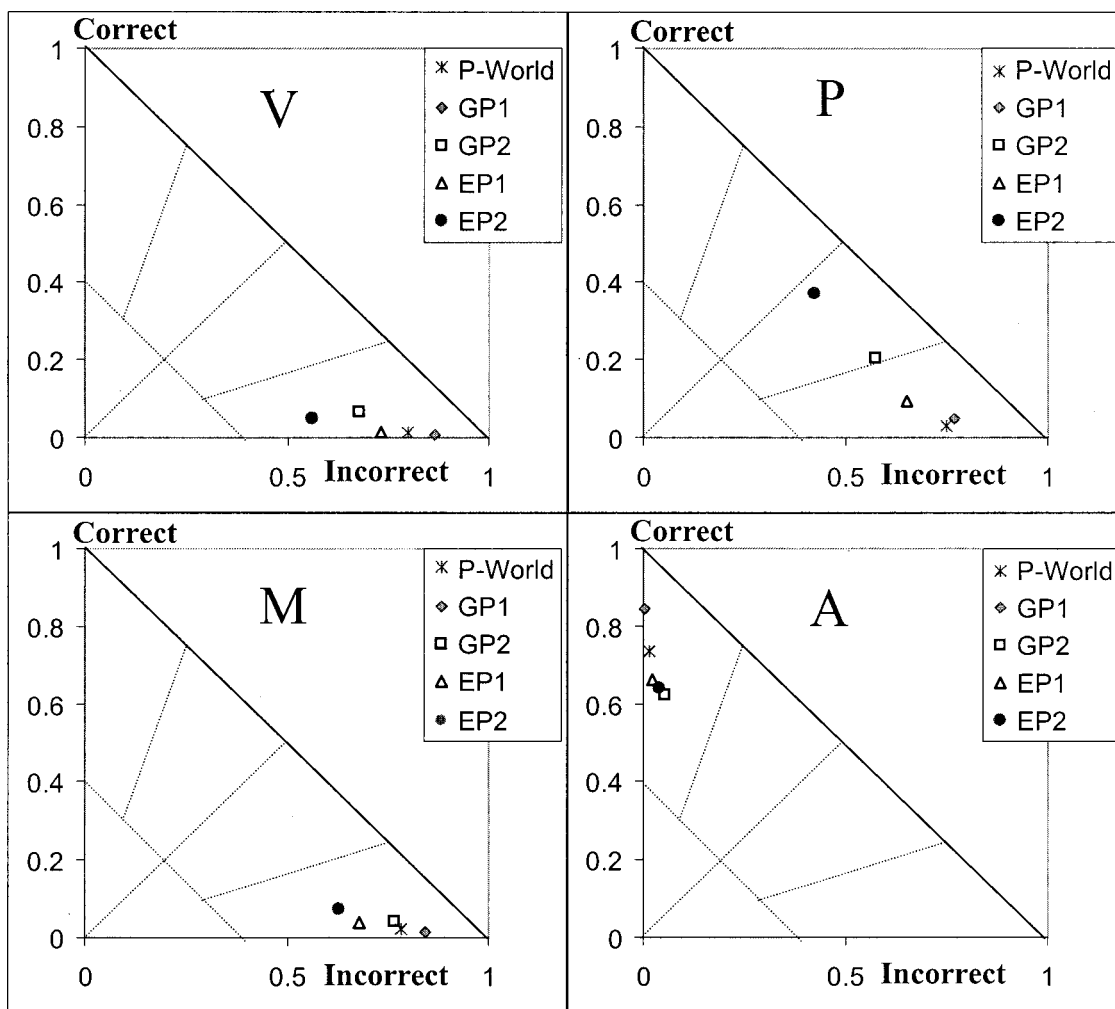 Correct
1
0.8
0.6
0.4
0.2
0
0
0.5
1
Incorrect
V
P-World
GP1
GP2
EP1
EP2
Correct
1
0.8
0.6
0.4
0.2
0
0
0.5
1
Incorrect
P
P-World
GP1
GP2
EP1
EP2
Correct
1
0.8
0.6
0.4
0.2
0
0
0.5
1
Incorrect
M
P-World
GP1
GP2
EP1
EP2
Correct
1
0.8
0.6
0.4
0.2
0
0
0.5
1
Incorrect
A
P-World
GP1
GP2
EP1
EP2